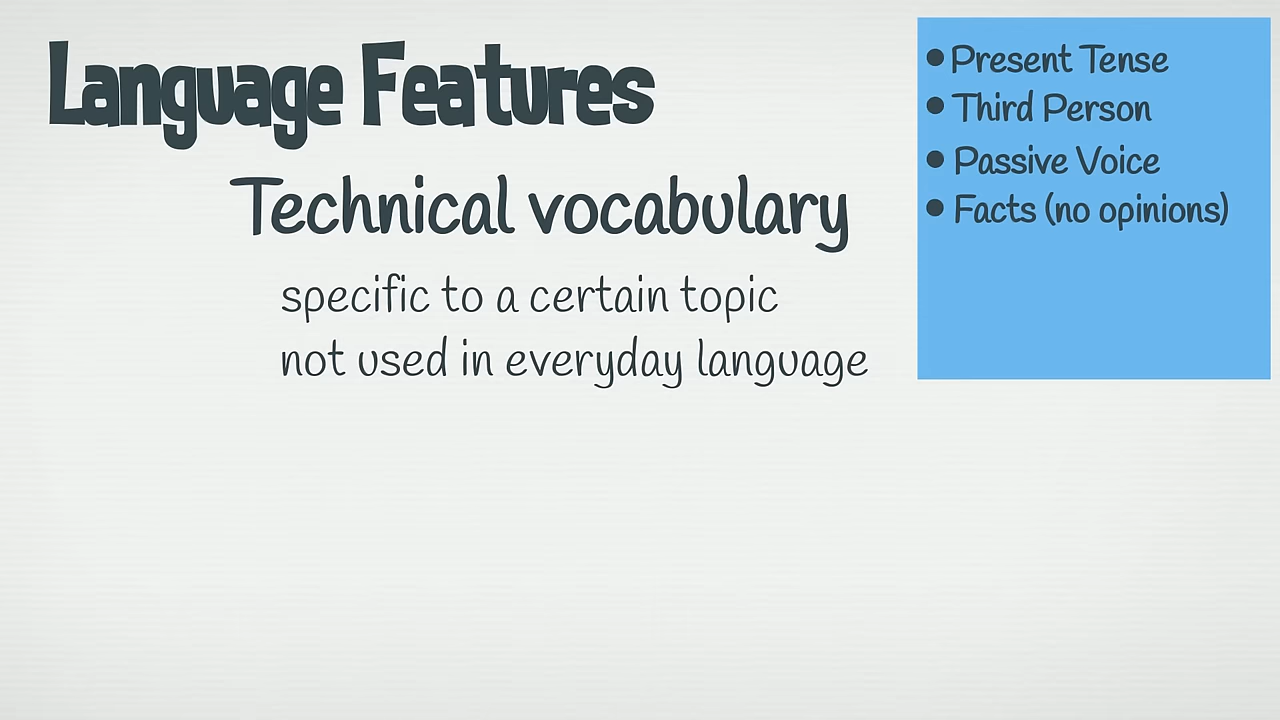 Language Features
Technical vocabulary
specific to a certain topic
not used in everyday language
● Present Tense
● Third Person
● Passive Voice
● Facts (no opinions)